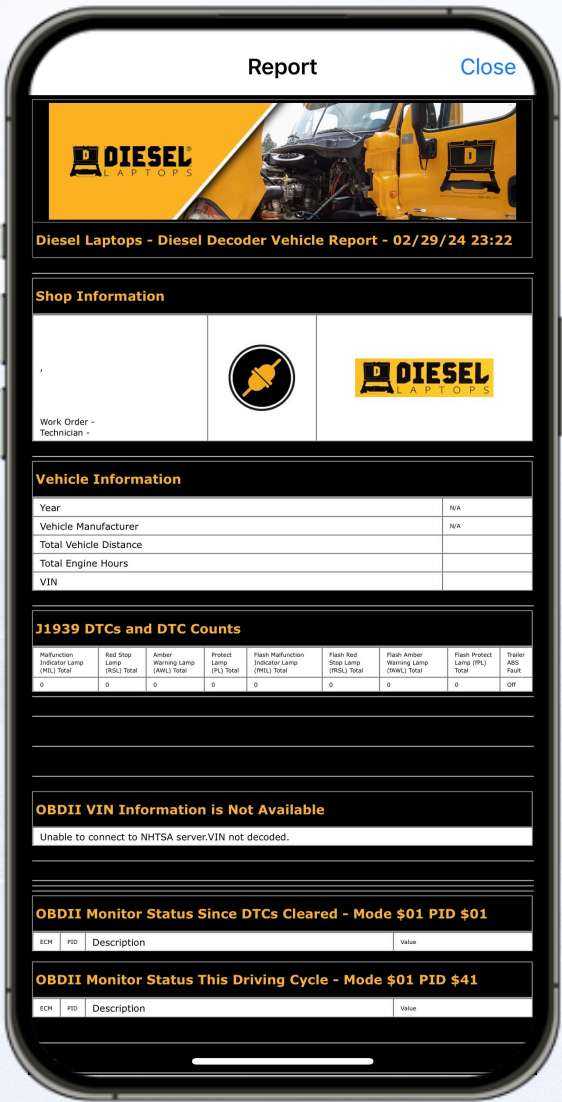 Report
Close
DIESEL®
LAPTOPS
Diesel Laptops - Diesel Decoder Vehicle Report - 02/29/24 23:22
Shop Information
,
Work Order -
Technician -
DIESEL
LAPTOPS
Vehicle Information
Year N/A
Vehicle Manufacturer N/A
Total Vehicle Distance
Total Engine Hours
VIN
J1939 DTCs and DTC Counts
Malfunction Indicator Lamp (MIL) Total
Red Stop Lamp (RSL) Total
Amber Warning Lamp (AWL) Total
Protect Lamp (PL) Total
Flash Malfunction Indicator Lamp (fMIL) Total
Flash Red Stop Lamp (fRSL) Total
Flash Amber Warning Lamp (fAWL) Total
Flash Protect Lamp (fPL) Total
Trailer ABS Fault
0 0 0 0 0 0 0 0 Off
OBDII VIN Information is Not Available
Unable to connect to NHTSA server.VIN not decoded.
OBDII Monitor Status Since DTCs Cleared - Mode $01 PID $01
ECM PID Description Value
OBDII Monitor Status This Driving Cycle - Mode $01 PID $41
ECM PID Description Value